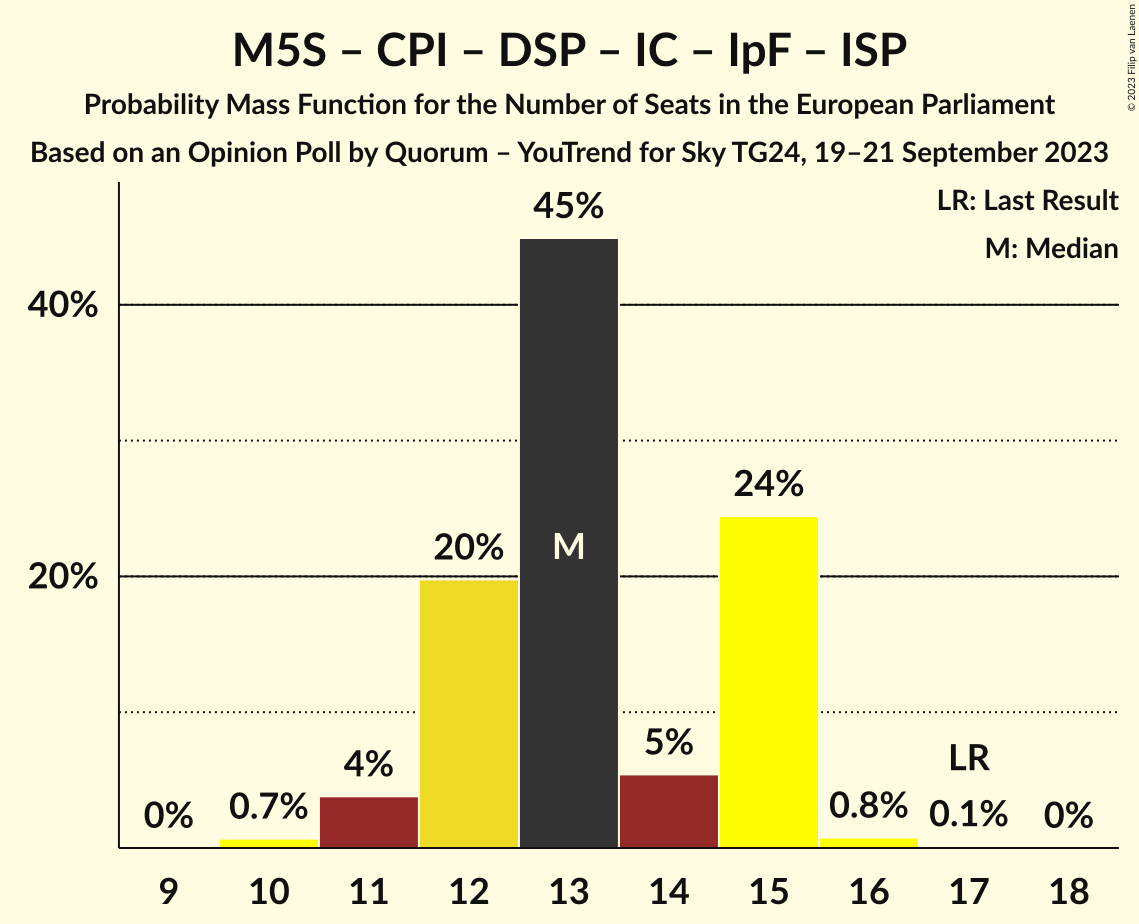 M5S – CPI – DSP – IC – IpF – ISP
Probability Mass Function for the Number of Seats in the European Parliament
Based on an Opinion Poll by Quorum – YouTrend for Sky TG24, 19–21 September 2023
© 2023 Filip van Laenen
LR: Last Result
M: Median
40%
20%
0%
0.7%
4%
20%
45%
M
5%
24%
0.8%
LR
0.1%
0%
9 10 11 12 13 14 15 16 17 18